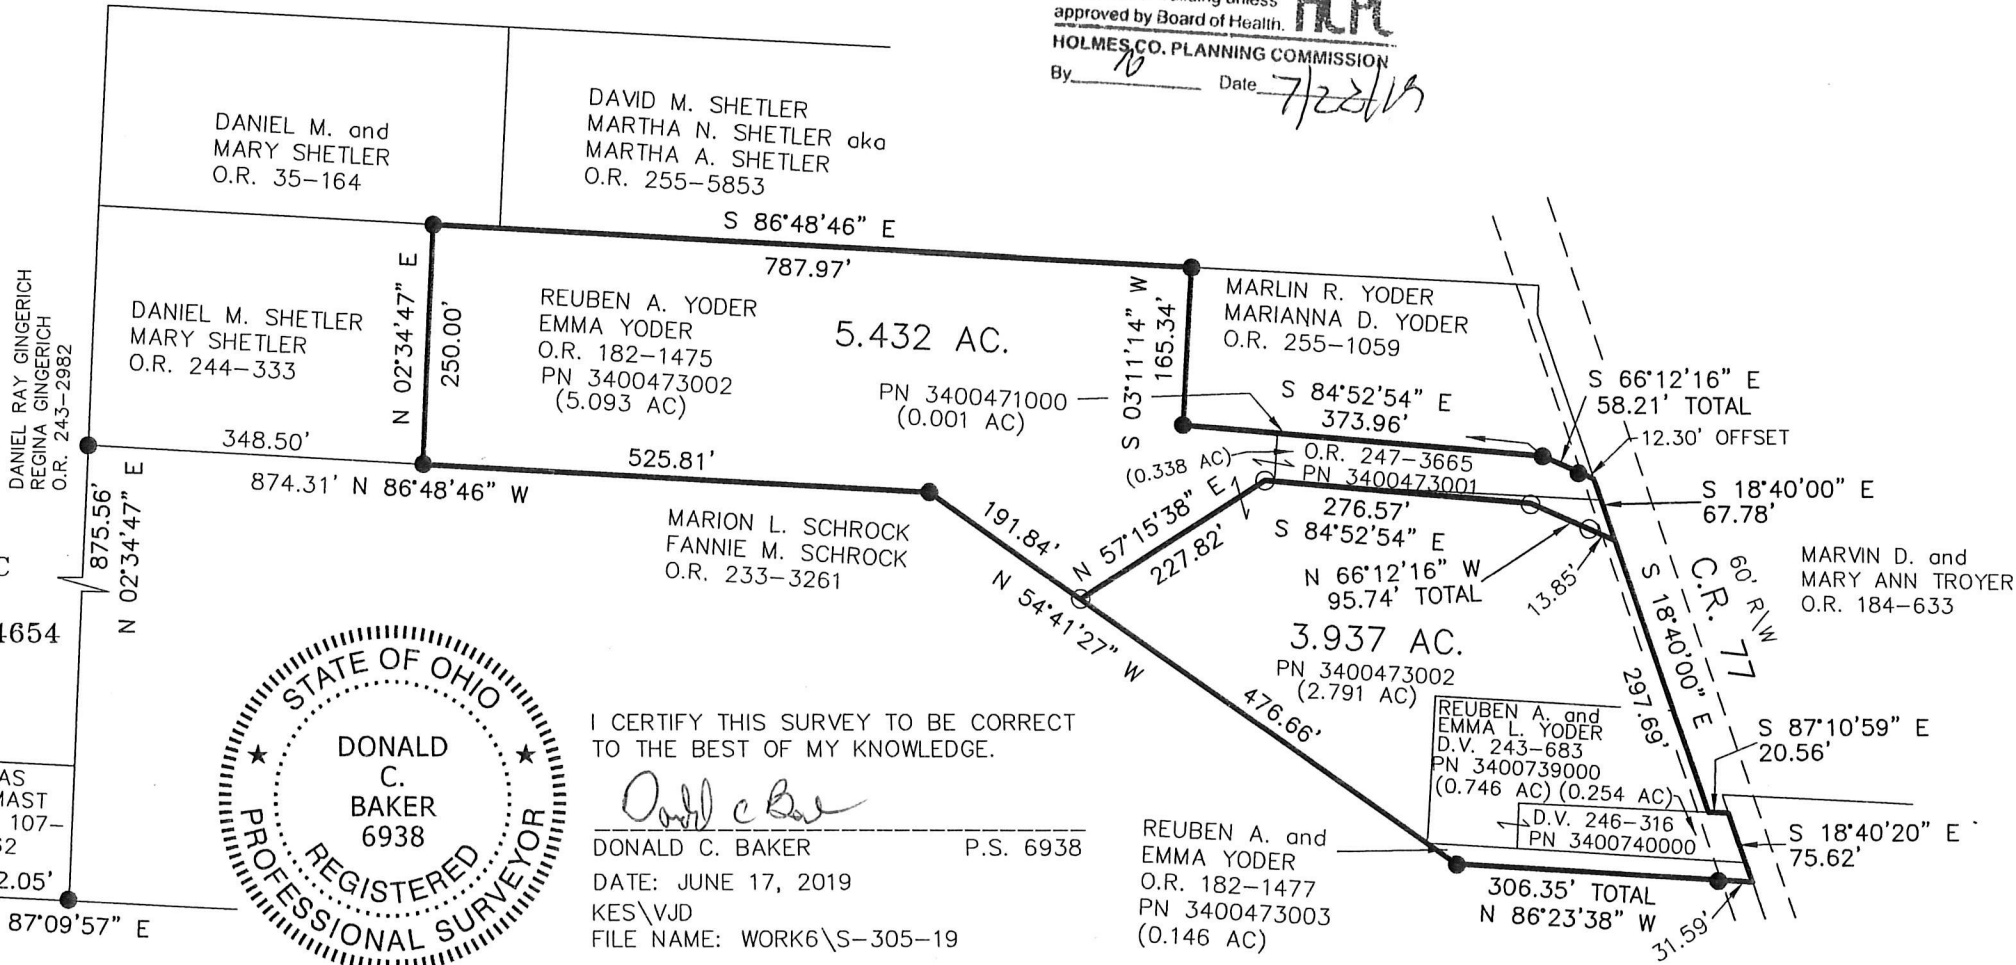 approved by Board of Health. HCPC
HOLMES CO. PLANNING COMMISSION
By Date 7/22/19
DANIEL M. and
MARY SHETLER
O.R. 35-164
DAVID M. SHETLER
MARTHA N. SHETLER aka
MARTHA A. SHETLER
O.R. 255-5853
S 86°48'46" E
787.97'
DANIEL RAY GINGERICH
REGINA GINGERICH
O.R. 243-2982
DANIEL M. SHETLER
MARY SHETLER
O.R. 244-333
N 02°34'47" E
250.00'
REUBEN A. YODER
EMMA YODER
O.R. 182-1475
PN 3400473002
(5.093 AC)
5.432 AC.
PN 3400471000
(0.001 AC)
S 03°11'14" W
165.34'
MARLIN R. YODER
MARIANNA D. YODER
O.R. 255-1059
S 84°52'54" E
373.96'
S 66°12'16" E
58.21' TOTAL
12.30' OFFSET
(0.338 AC)
O.R. 247-3665
PN 3400473001
348.50'
874.31' N 86°48'46" W
525.81'
875.56'
N 02°34'47" E
MARION L. SCHROCK
FANNIE M. SCHROCK
O.R. 233-3261
191.84'
N 54°41'27" W
N 57°15'38" E
227.82'
276.57'
S 84°52'54" E
N 66°12'16" W
95.74' TOTAL
13.85'
S 18°40'00" E
67.78'
C.R. 77
60' R\W
MARVIN D. and
MARY ANN TROYER
O.R. 184-633
3.937 AC.
PN 3400473002
(2.791 AC)
476.66'
S 18°40'00" E
297.69'
REUBEN A. and
EMMA L. YODER
D.V. 243-683
PN 3400739000
(0.746 AC) (0.254 AC)
D.V. 246-316
PN 3400740000
S 87°10'59" E
20.56'
S 18°40'20" E
75.62'
REUBEN A. and
EMMA YODER
O.R. 182-1477
PN 3400473003
(0.146 AC)
306.35' TOTAL
N 86°23'38" W
31.59'
C
4654
AS
MAST
107-
2.05'
87°09'57" E
STATE OF OHIO
DONALD
C.
BAKER
6938
REGISTERED
PROFESSIONAL SURVEYOR
I CERTIFY THIS SURVEY TO BE CORRECT
TO THE BEST OF MY KNOWLEDGE.
DONALD C. BAKER P.S. 6938
DATE: JUNE 17, 2019
KES\VJD
FILE NAME: WORK6\S-305-19